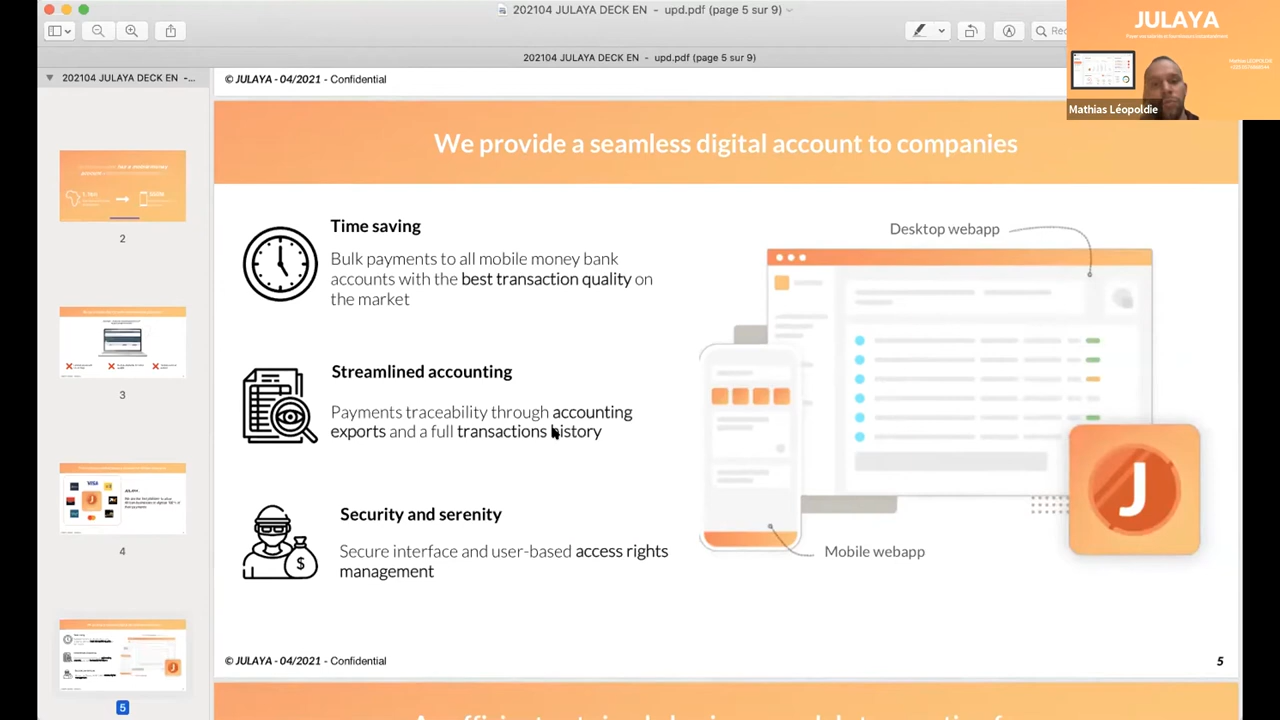 202104 JULAYA DECK EN - upd.pdf (page 5 sur 9)
202104 JULAYA DECK EN - upd.pdf
202104 JULAYA DECK EN -...
JULAYA
Mathias Léopoldie
© JULAYA - 04/2021 - Confidential
We provide a seamless digital account to companies
Time saving
Bulk payments to all mobile money bank
accounts with the best transaction quality on
the market
Streamlined accounting
Payments traceability through accounting
exports and a full transactions history
Security and serenity
Secure interface and user-based access rights
management
Desktop webapp
Mobile webapp
J
$
© JULAYA - 04/2021 - Confidential
5
2
3
VISA
4
5